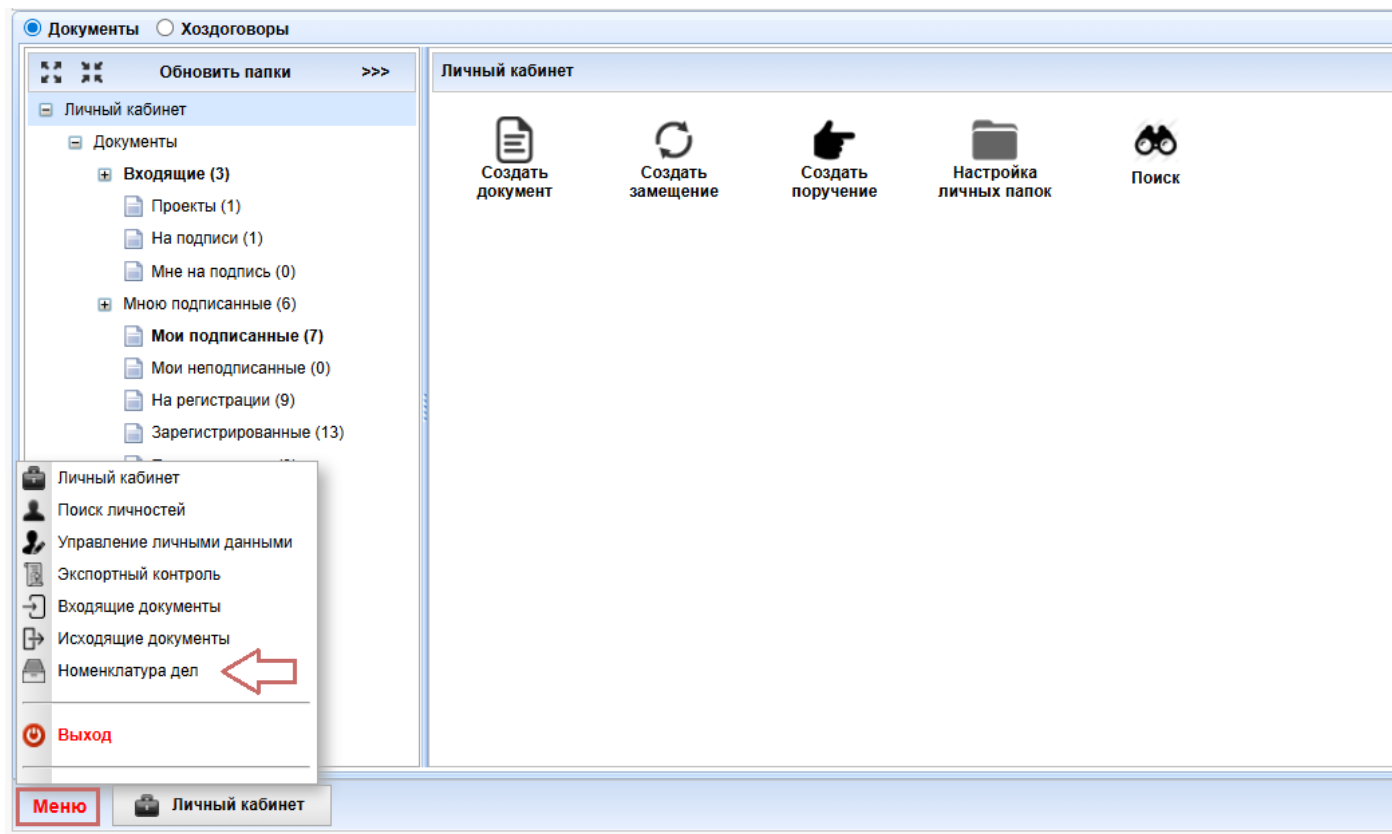 Документы Хоздоговоры
Обновить папки >>>
Личный кабинет
Документы
Входящие (3)
Проекты (1)
На подписи (1)
Мне на подпись (0)
Мною подписанные (6)
Мои подписанные (7)
Мои неподписанные (0)
На регистрации (9)
Зарегистрированные (13)
Личный кабинет
Создать
документ
Создать
замещение
Создать
поручение
Настройка
личных папок
Поиск
Личный кабинет
Поиск личностей
Управление личными данными
Экспортный контроль
Входящие документы
Исходящие документы
Номенклатура дел
Выход
Меню
Личный кабинет